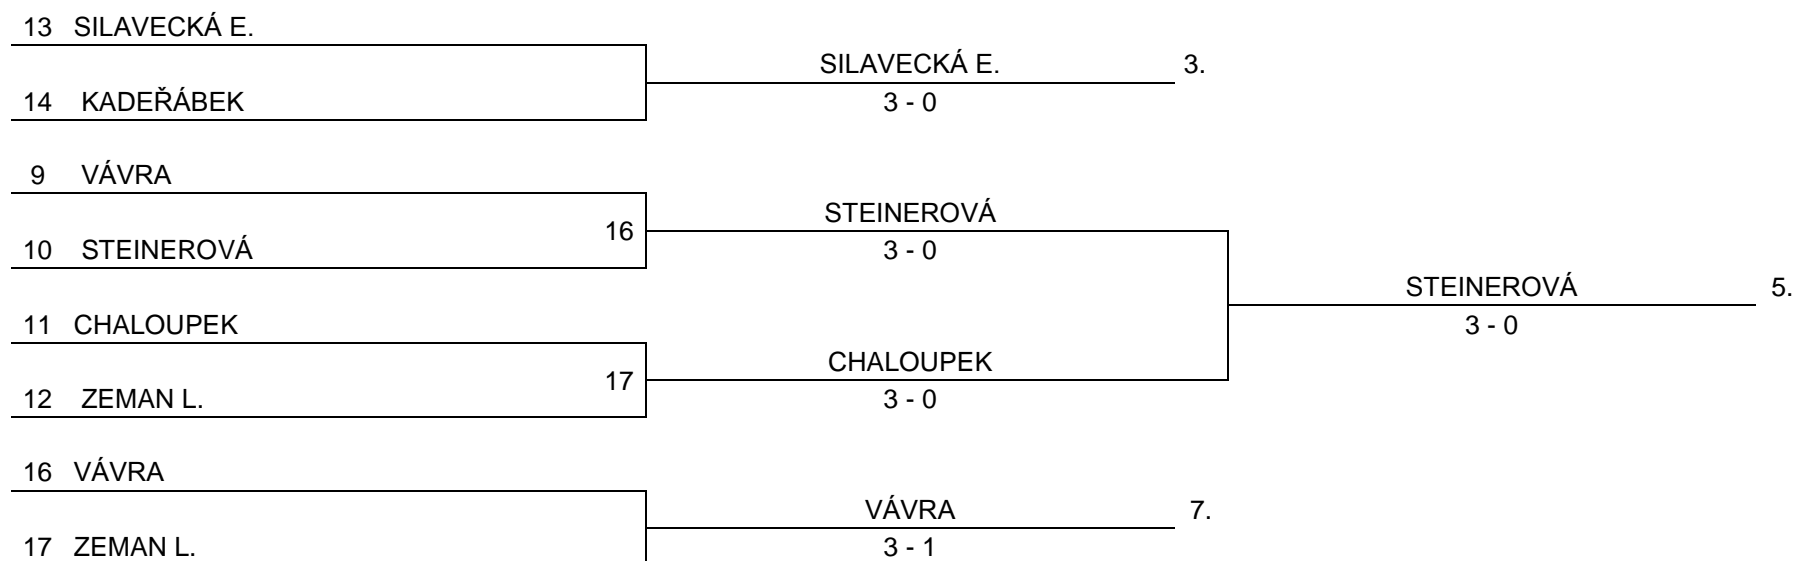 13 SILAVECKÁ E.
SILAVECKÁ E. 3.
14 KADEŘÁBEK 3 - 0
9 VÁVRA
STEINEROVÁ
16
10 STEINEROVÁ 3 - 0
STEINEROVÁ 5.
11 CHALOUPEK 3 - 0
CHALOUPEK
17
12 ZEMAN L. 3 - 0
16 VÁVRA
VÁVRA 7.
17 ZEMAN L. 3 - 1